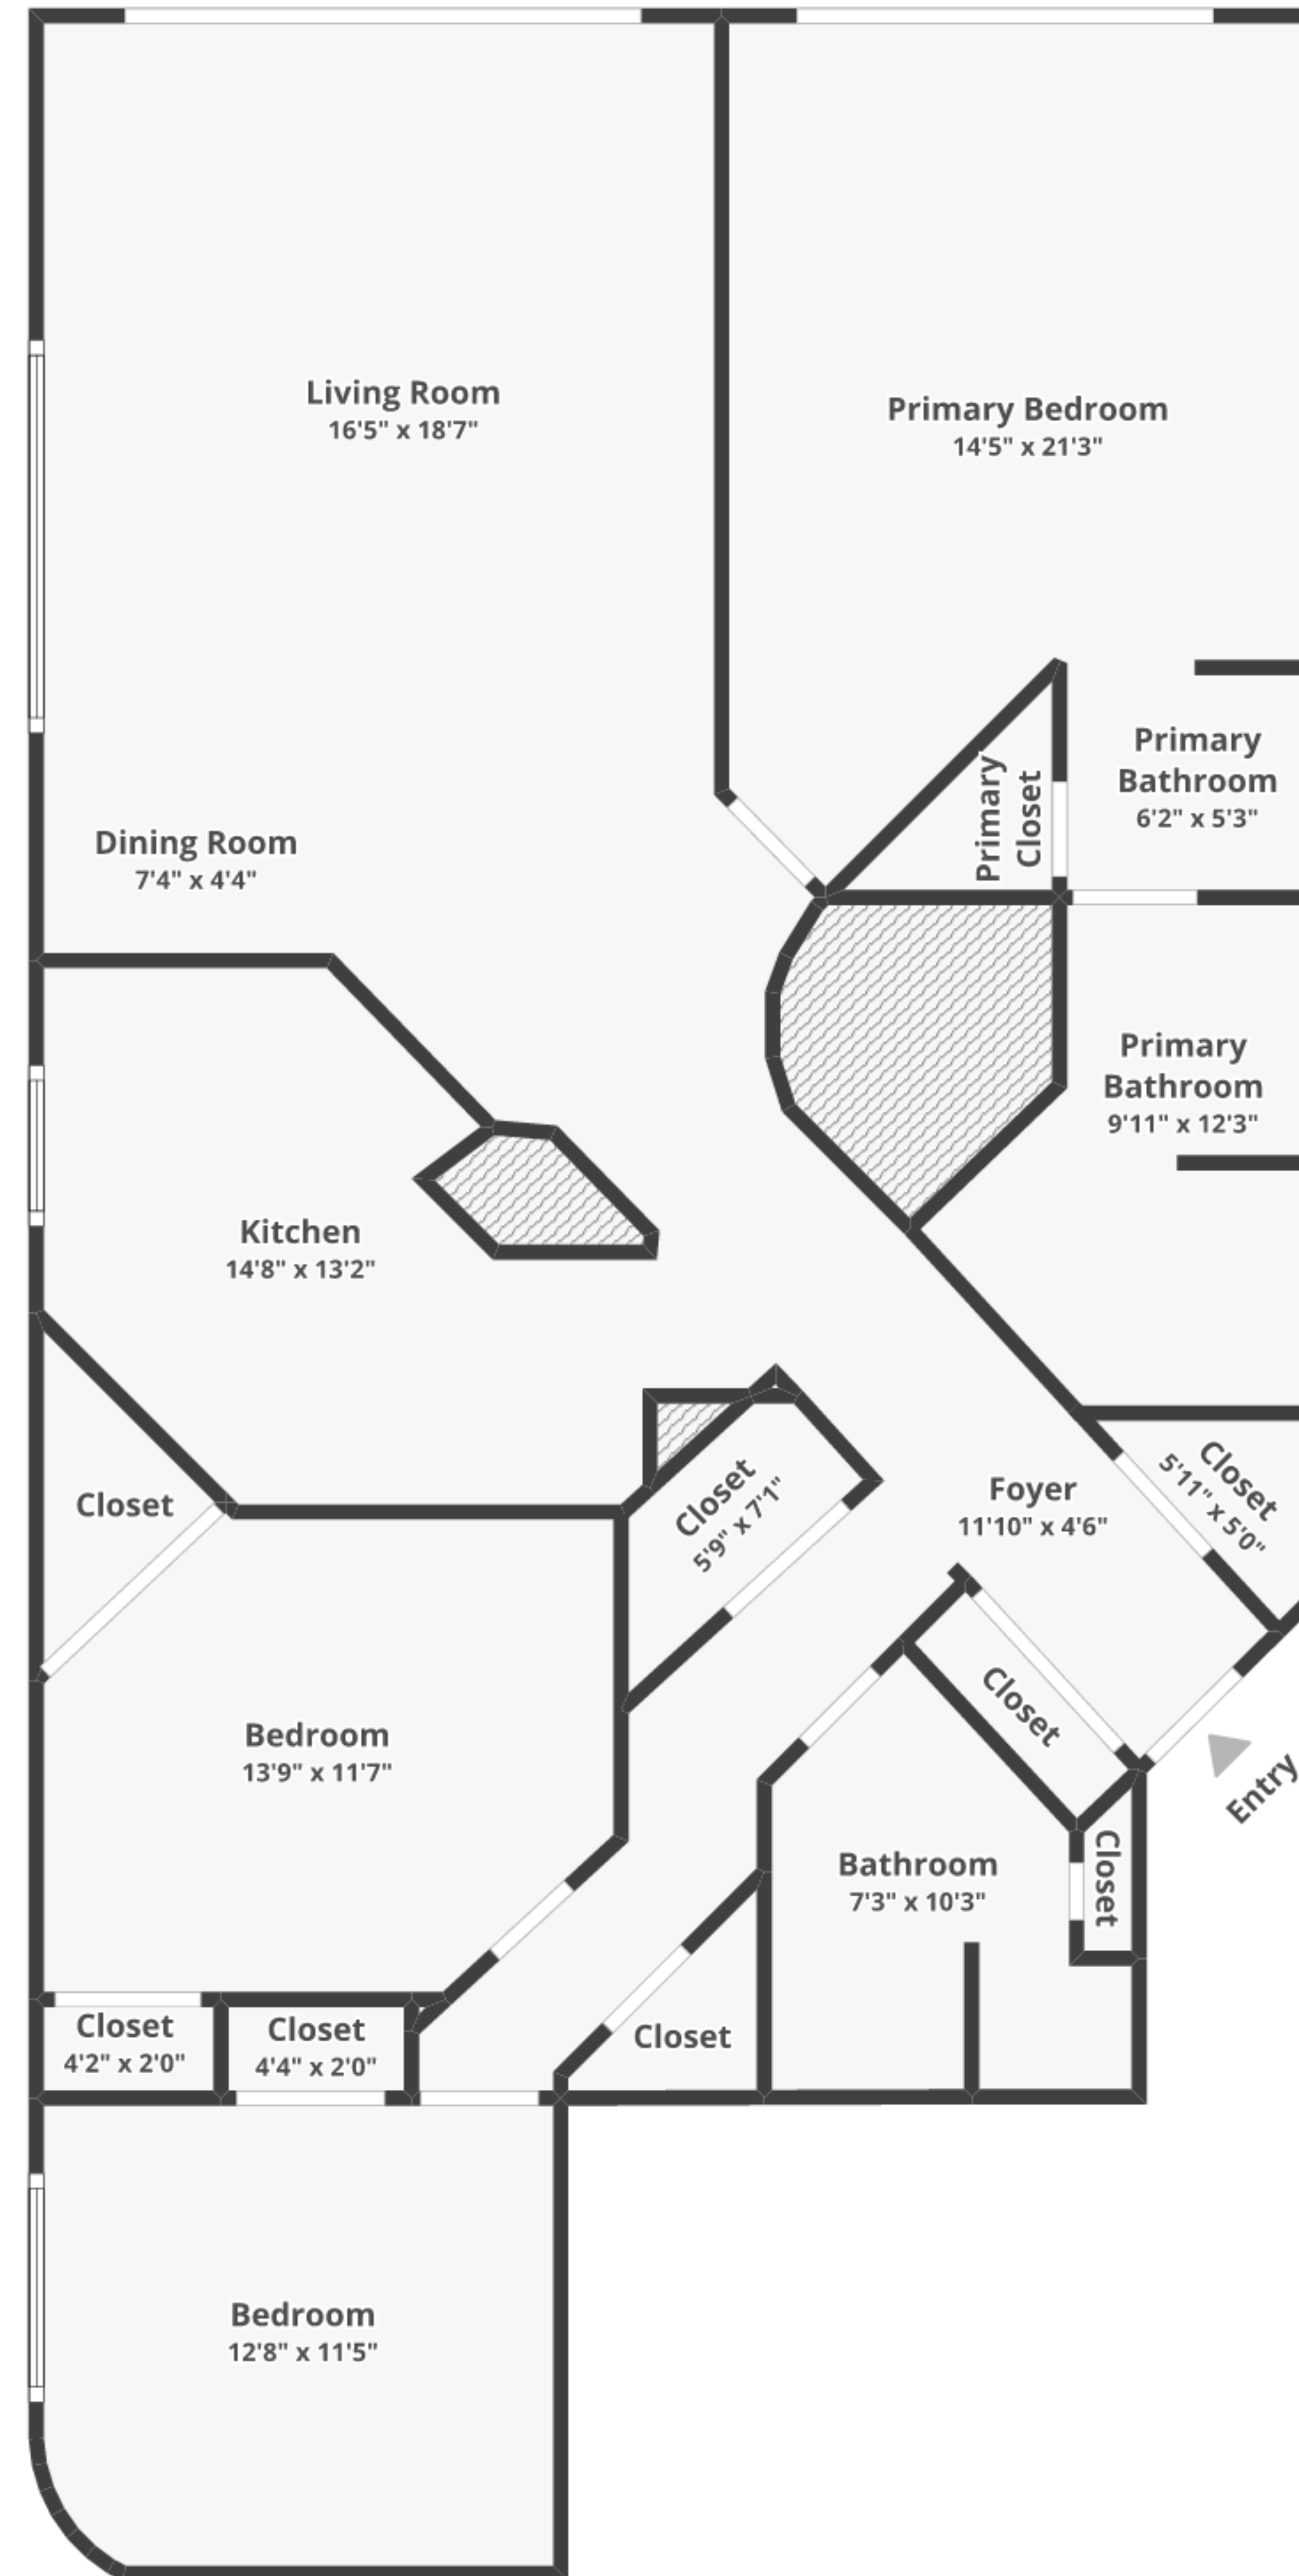 Living Room
16'5" x 18'7"
Primary Bedroom
14'5" x 21'3"
Primary
Closet
Primary
Bathroom
6'2" x 5'3"
Dining Room
7'4" x 4'4"
Primary
Bathroom
9'11" x 12'3"
Kitchen
14'8" x 13'2"
Closet
Closet
5'9" x 7'1"
Foyer
11'10" x 4'6"
Closet
5'11" x 5'0"
Closet
Bedroom
13'9" x 11'7"
Entry
Bathroom
7'3" x 10'3"
Closet
Closet
4'2" x 2'0"
Closet
4'4" x 2'0"
Closet
Bedroom
12'8" x 11'5"